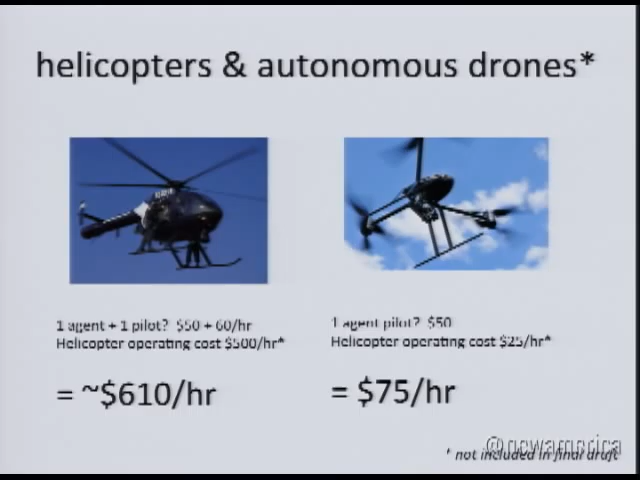 helicopters & autonomous drones*
1 agent + 1 pilot? $50 + 60/hr
Helicopter operating cost $500/hr*
= ~$610/hr
1 agent pilot? $50
Helicopter operating cost $25/hr*
= $75/hr
@newamerica
* not included in final draft